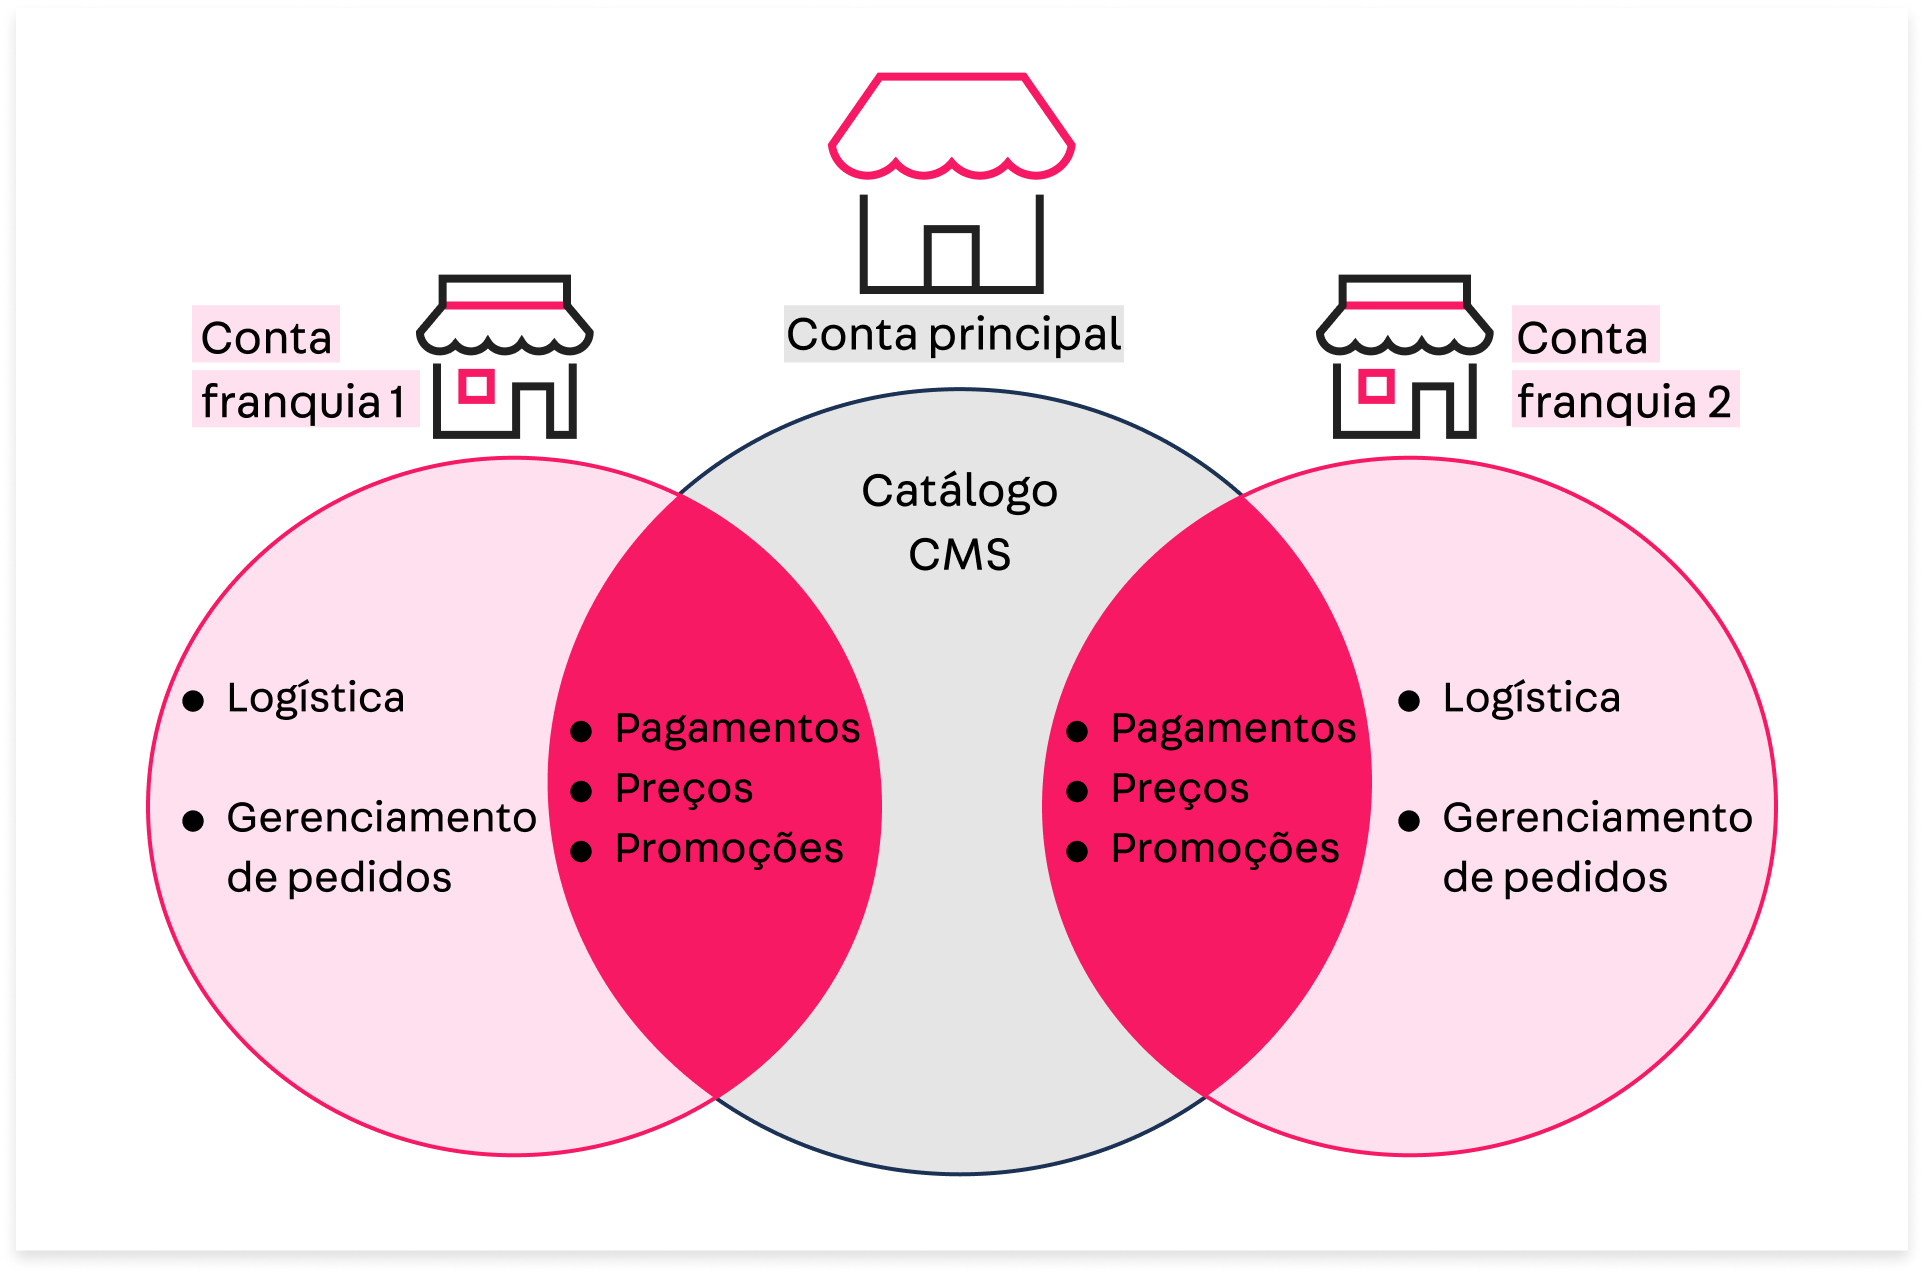 Conta principal
Conta
franquia 1
Conta
franquia 2
Catálogo
CMS
● Logística
● Gerenciamento
de pedidos
● Pagamentos
● Preços
● Promoções
● Pagamentos
● Preços
● Promoções
● Logística
● Gerenciamento
de pedidos